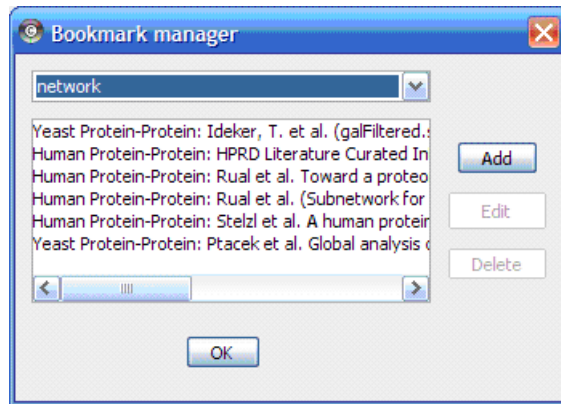 Bookmark manager
network
Yeast Protein-Protein: Ideker, T. et al. (galFiltered.s
Human Protein-Protein: HPRD Literature Curated In
Human Protein-Protein: Rual et al. Toward a proteo
Human Protein-Protein: Rual et al. (Subnetwork for
Human Protein-Protein: Stelzl et al. A human protein
Yeast Protein-Protein: Ptacek et al. Global analysis o
Add
Edit
Delete
OK